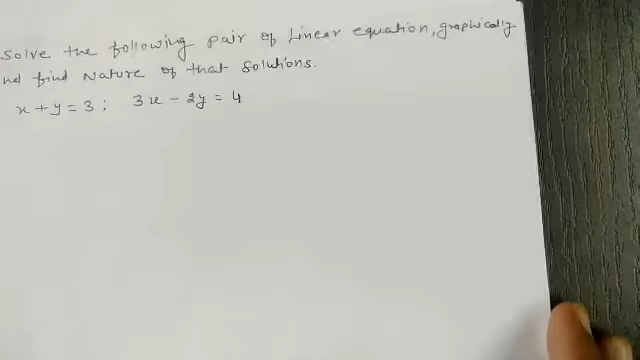 Solve the following pair of Linear equation, graphically
nd find Nature of that Solutions.
x + y = 3 ; 3x - 2y = 4